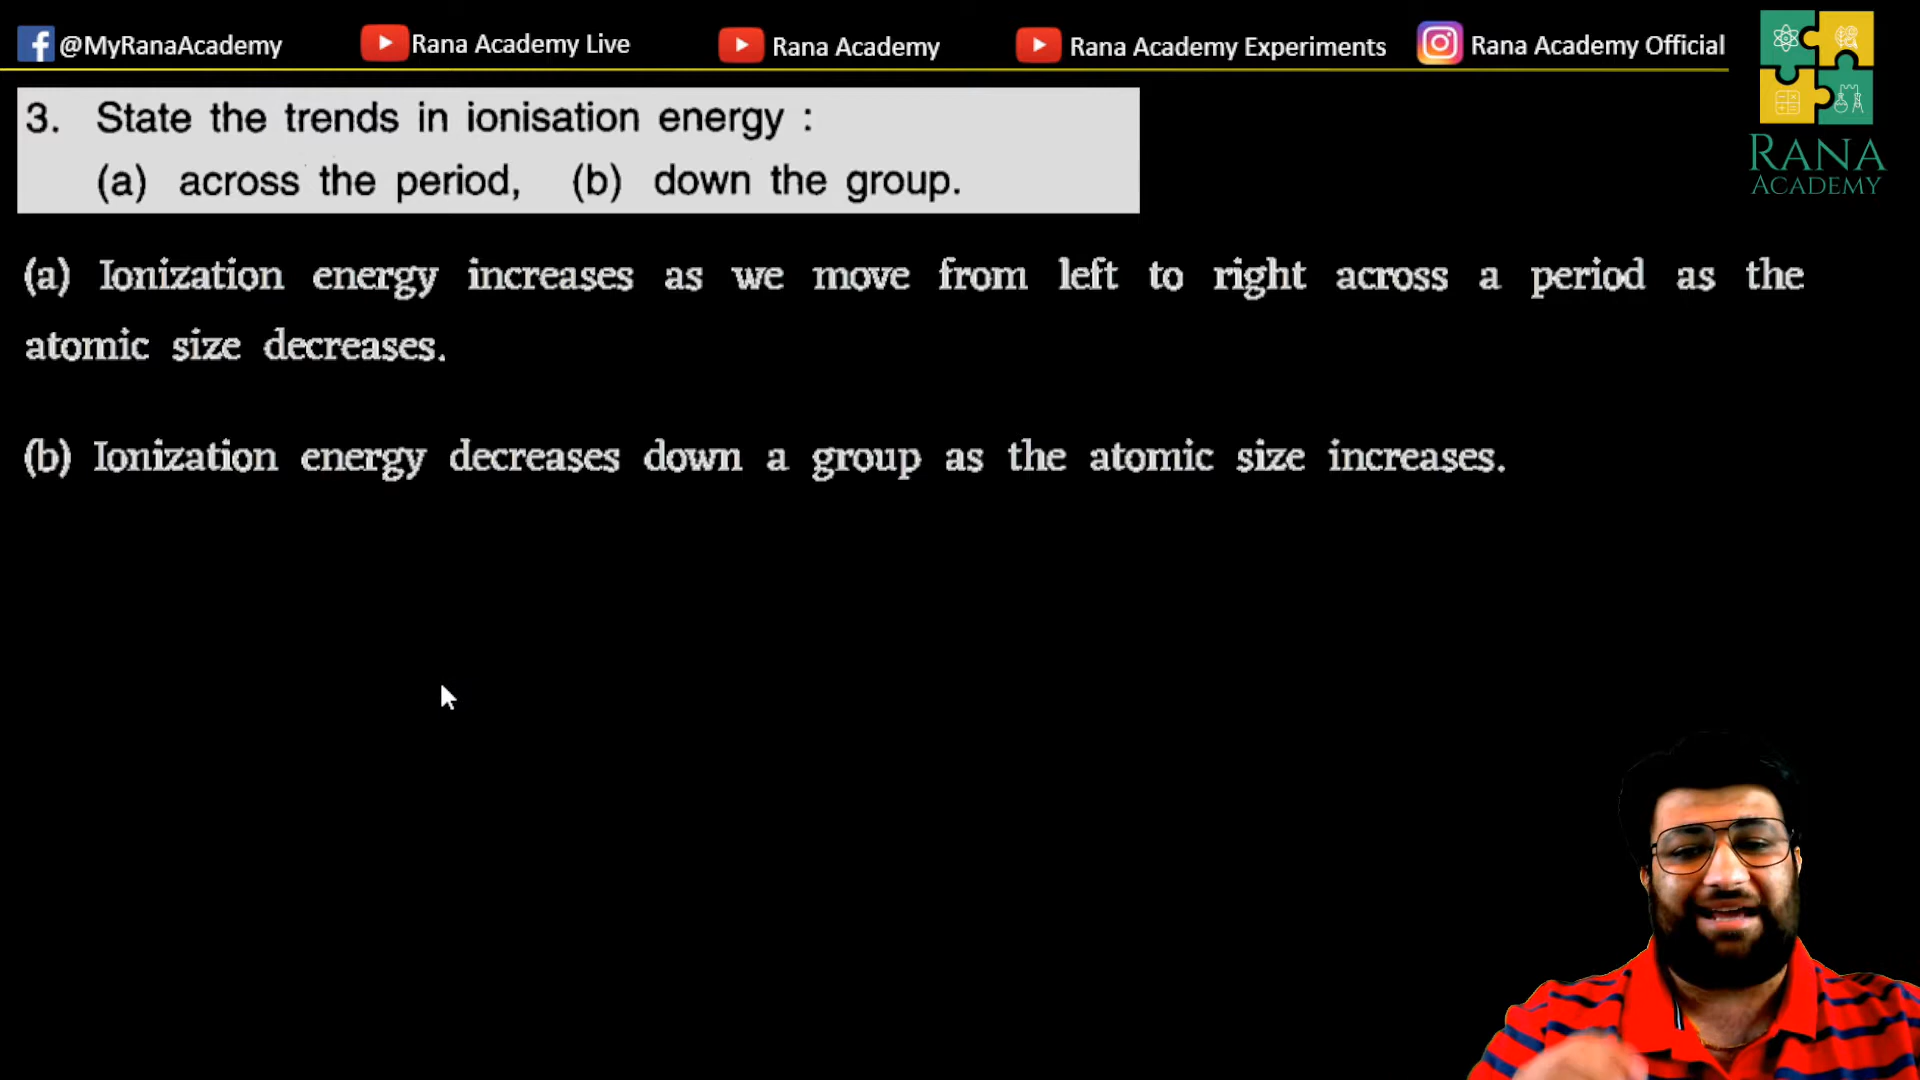 @MyRanaAcademy Rana Academy Live Rana Academy Rana Academy Experiments Rana Academy Official
RANA
ACADEMY
3. State the trends in ionisation energy :
(a) across the period, (b) down the group.
(a) Ionization energy increases as we move from left to right across a period as the
atomic size decreases.
(b) Ionization energy decreases down a group as the atomic size increases.